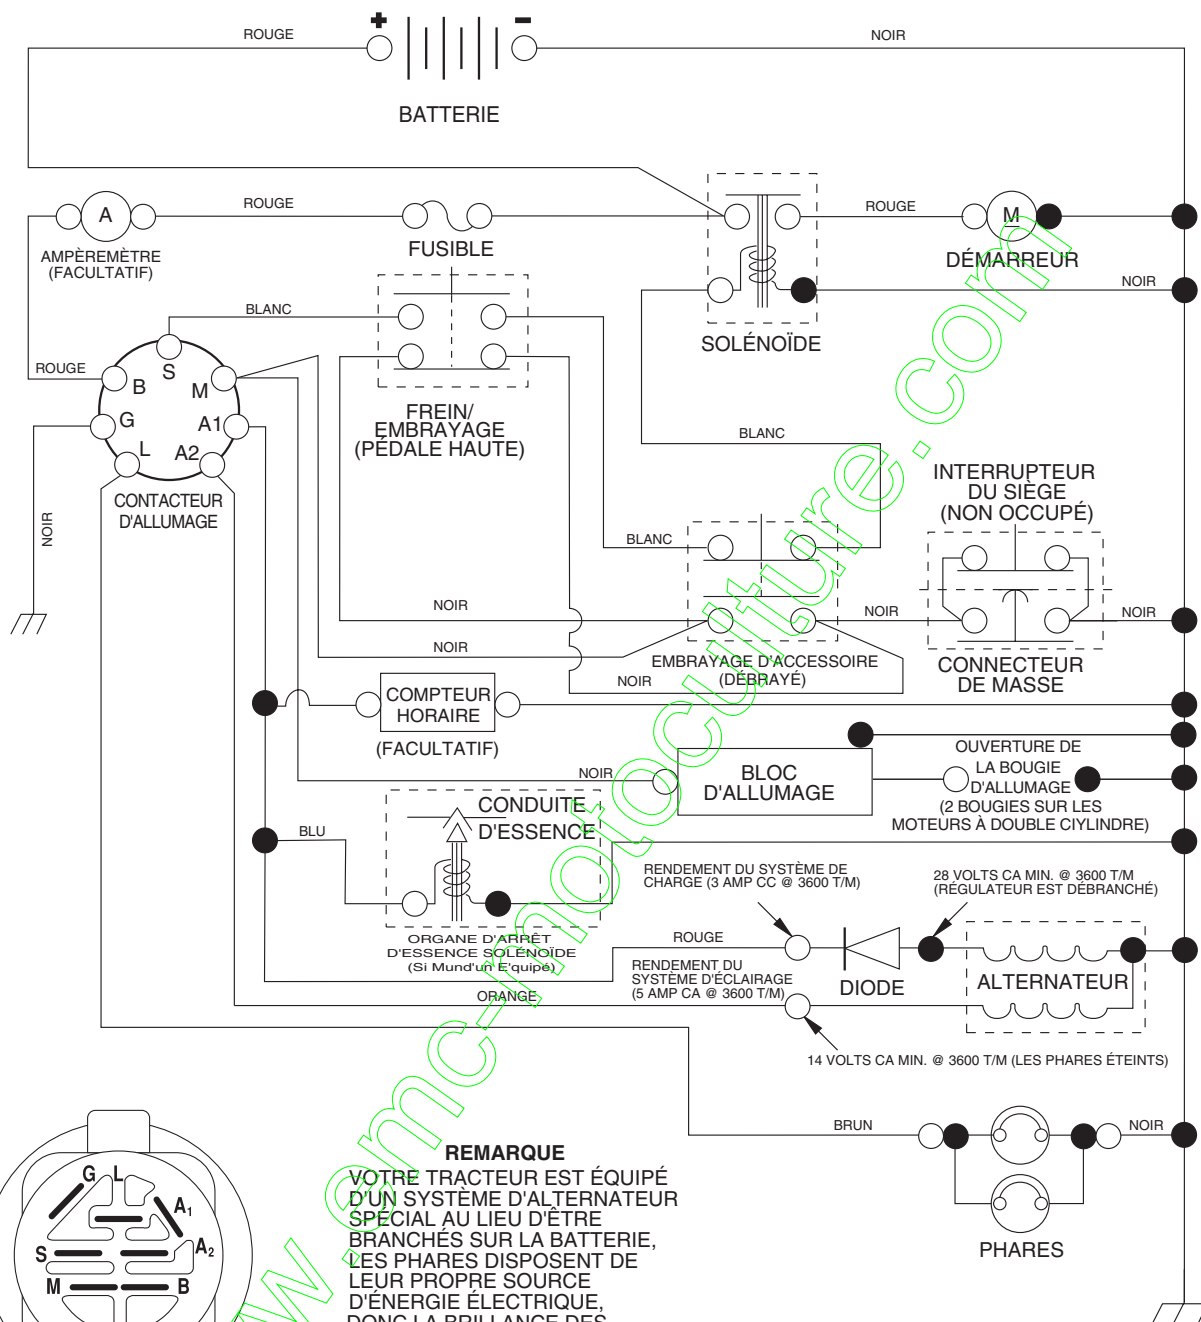 + -
ROUGE
NOIR
BATTERIE
A
ROUGE
AMPÈREMÈTRE
(FACULTATIF)
FUSIBLE
ROUGE
M
DÉMARREUR
NOIR
SOLÉNOÏDE
BLANC
ROUGE
S
B
M
G
A1
L
A2
CONTACTEUR
D'ALLUMAGE
NOIR
FREIN/
EMBRAYAGE
(PÉDALE HAUTE)
BLANC
INTERRUPTEUR
DU SIÈGE
(NON OCCUPÉ)
BLANC
NOIR
NOIR
NOIR
NOIR
EMBRAYAGE D'ACCESSOIRE
(DÉBRAYÉ)
NOIR
CONNECTEUR
DE MASSE
COMPTEUR
HORAIRE
(FACULTATIF)
NOIR
BLOC
D'ALLUMAGE
OUVERTURE DE
LA BOUGIE
D'ALLUMAGE
(2 BOUGIES SUR LES
MOTEURS À DOUBLE CIYLINDRE)
CONDUITE
D'ESSENCE
BLU
ORGANE D'ARRÊT
D'ESSENCE SOLÉNOÏDE
(Si Mund'un E'quipé)
RENDEMENT DU SYSTÈME DE
CHARGE (3 AMP CC @ 3600 T/M)
28 VOLTS CA MIN. @ 3600 T/M
(RÉGULATEUR EST DÉBRANCHÉ)
ROUGE
RENDEMENT DU
SYSTÈME D'ÉCLAIRAGE
(5 AMP CA @ 3600 T/M)
DIODE
ALTERNATEUR
ORANGE
14 VOLTS CA MIN. @ 3600 T/M (LES PHARES ÉTEINTS)
BRUN
NOIR
PHARES
G L
A1
A2
S
M B
REMARQUE
VOTRE TRACTEUR EST ÉQUIPÉ
D'UN SYSTÈME D'ALTERNATEUR
SPÉCIAL AU LIEU D'ÊTRE
BRANCHÉS SUR LA BATTERIE,
LES PHARES DISPOSENT DE
LEUR PROPRE SOURCE
D'ÉNERGIE ÉLECTRIQUE,
DONC LA BRILLANCE DES
w.emc-motoculture.com